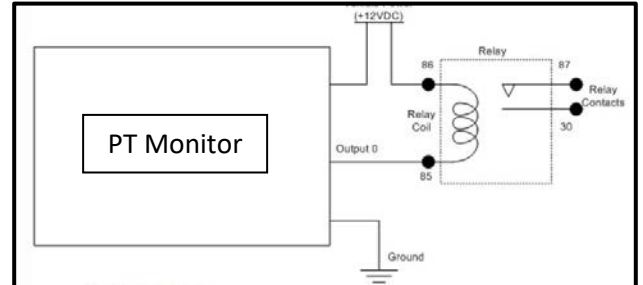 (+12VDC)
Relay
86
87
Relay
Contacts
Relay
Coil
30
PT Monitor
Output 0
85
Ground